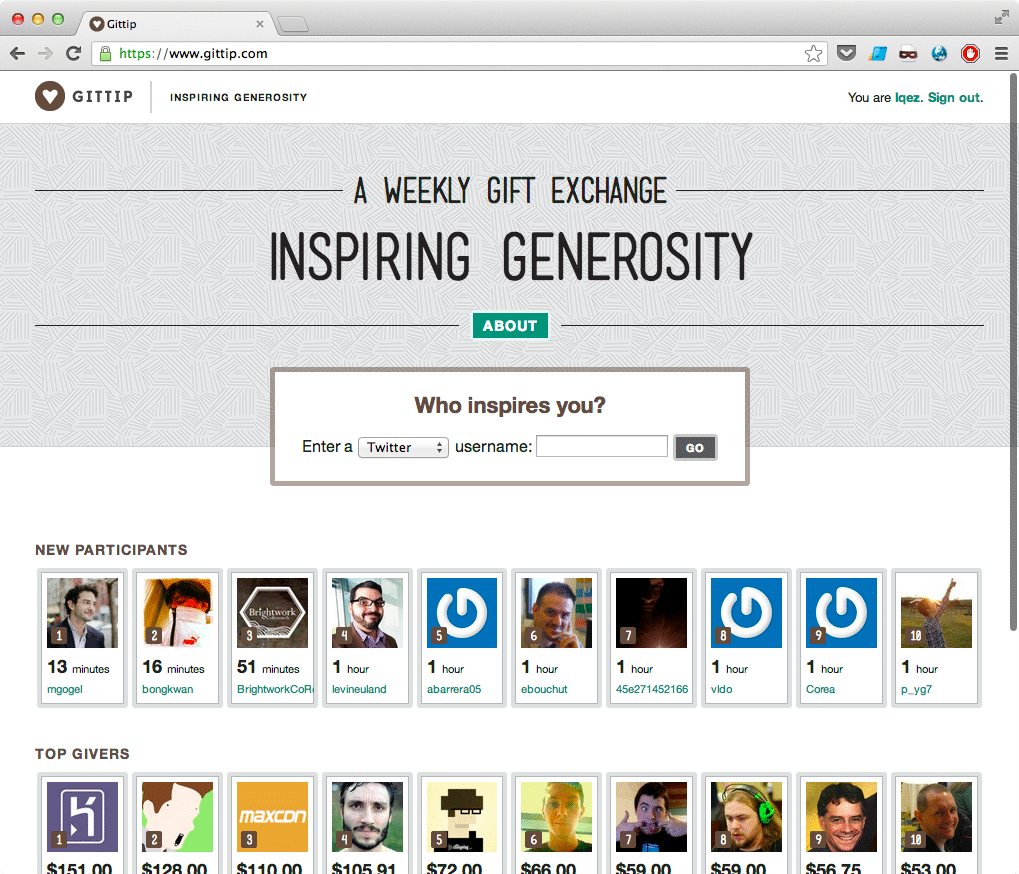 Gittip
https://www.gittip.com
GITTIP
INSPIRING GENEROSITY
You are lqez. Sign out.
A WEEKLY GIFT EXCHANGE
INSPIRING GENEROSITY
ABOUT
Who inspires you?
Enter a Twitter username: GO
NEW PARTICIPANTS
Brightwork
1 2 3 4 5 6 7 8 9 10
13 minutes 16 minutes 51 minutes 1 hour 1 hour 1 hour 1 hour 1 hour 1 hour 1 hour
mgogel bongkwan BrightworkCoRe levineuland abarrera05 ebouchut 45e271452166 vldo Corea p_yg7
TOP GIVERS
maxcon
1 2 3 4 5 6 7 8 9 10
$151.00 $128.00 $110.00 $105.91 $72.00 $66.00 $59.00 $59.00 $56.75 $53.00